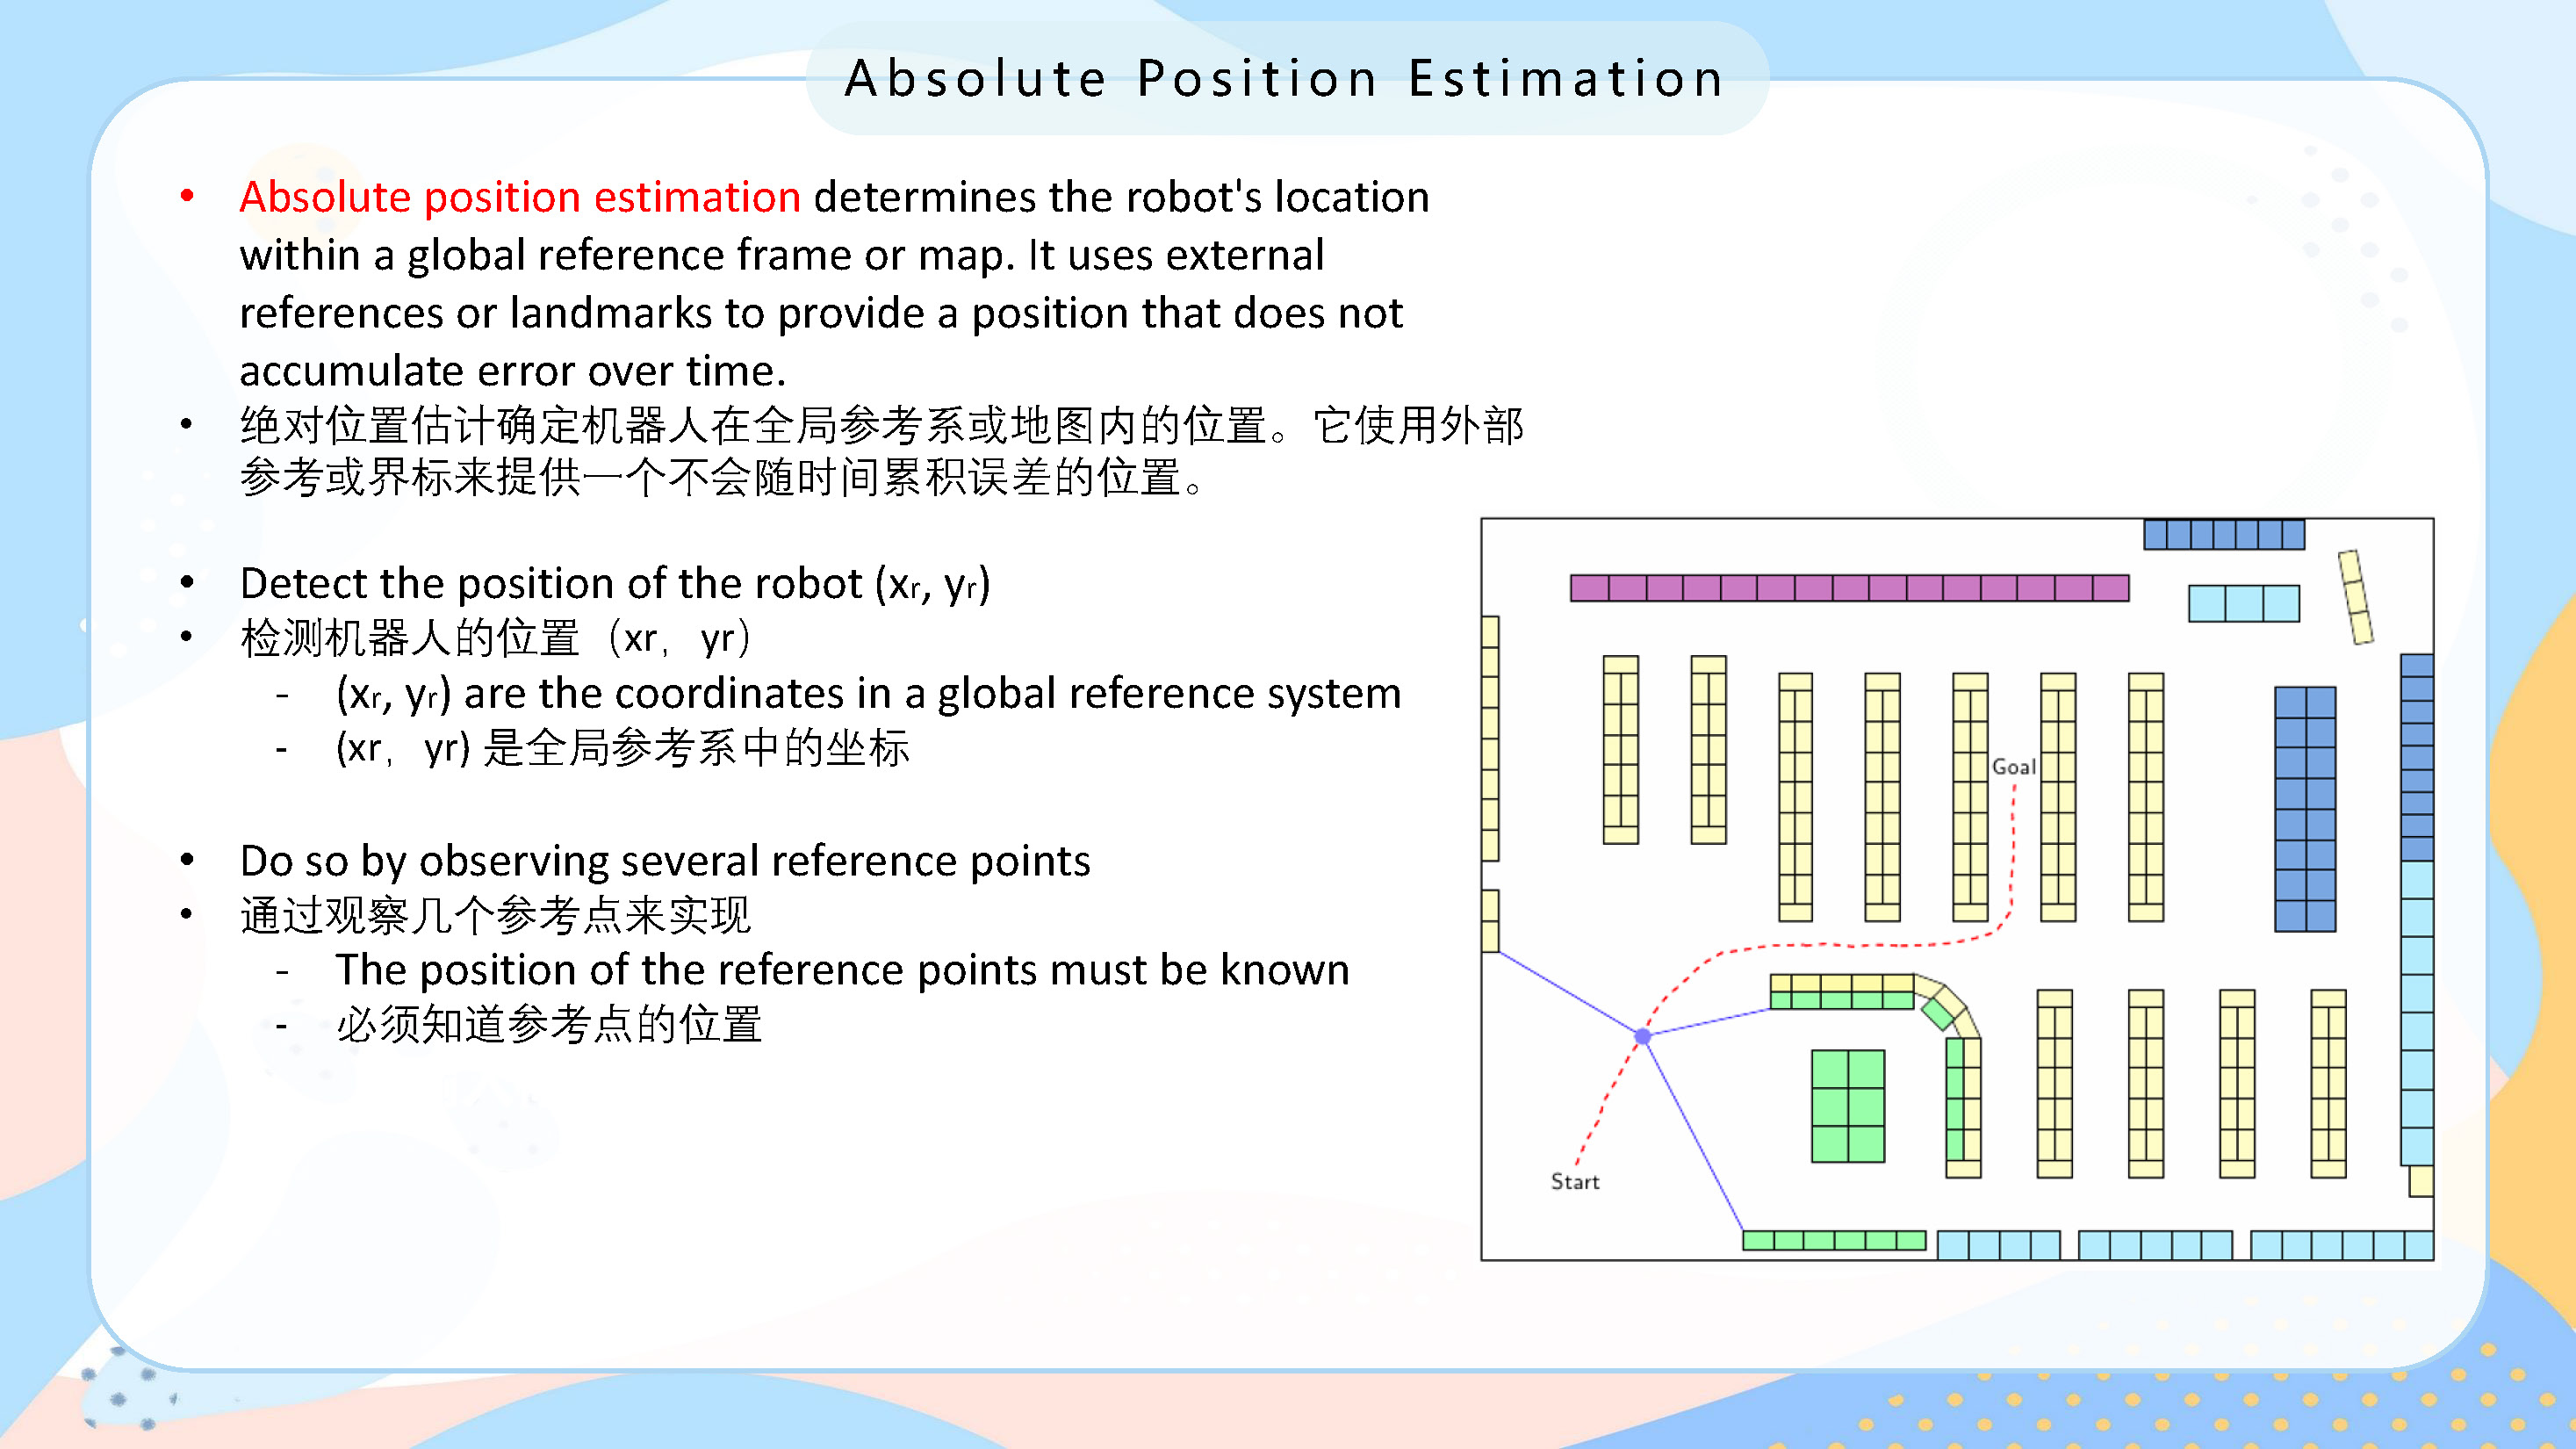 Absolute Position Estimation
• Absolute position estimation determines the robot's location
within a global reference frame or map. It uses external
references or landmarks to provide a position that does not
accumulate error over time.
• 绝对位置估计确定机器人在全局参考系或地图内的位置。它使用外部
参考或界标来提供一个不会随时间累积误差的位置。
• Detect the position of the robot (xr, yr)
• 检测机器人的位置（xr，yr）
- (xr, yr) are the coordinates in a global reference system
- (xr，yr) 是全局参考系中的坐标
• Do so by observing several reference points
• 通过观察几个参考点来实现
- The position of the reference points must be known
- 必须知道参考点的位置
Goal
Start